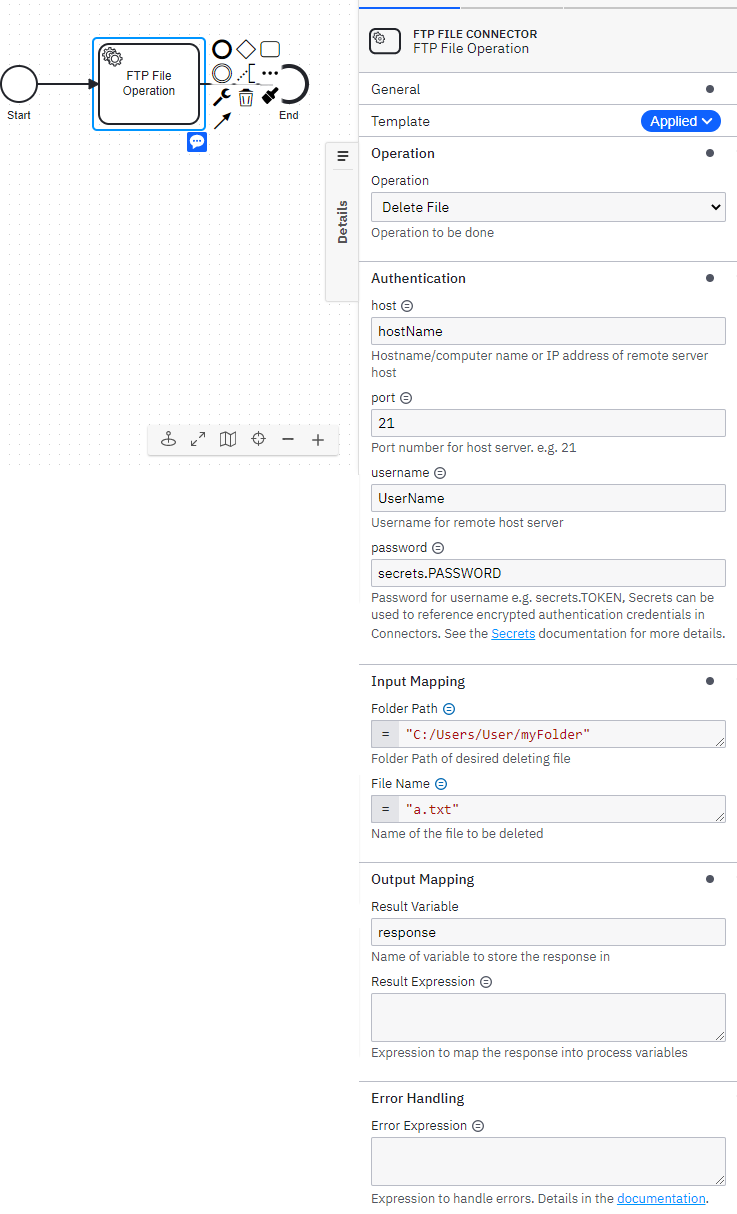 FTP File
Operation
Start
End
Details
FTP FILE CONNECTOR
FTP File Operation
General
Template
Applied
Operation
Operation
Delete File
Operation to be done
Authentication
host
hostName
Hostname/computer name or IP address of remote server
host
port
21
Port number for host server. e.g. 21
username
UserName
Username for remote host server
password
secrets.PASSWORD
Password for username e.g. secrets.TOKEN, Secrets can be
used to reference encrypted authentication credentials in
Connectors. See the Secrets documentation for more details.
Input Mapping
Folder Path
= "C:/Users/User/myFolder"
Folder Path of desired deleting file
File Name
= "a.txt"
Name of the file to be deleted
Output Mapping
Result Variable
response
Name of variable to store the response in
Result Expression
Expression to map the response into process variables
Error Handling
Error Expression
Expression to handle errors. Details in the documentation.